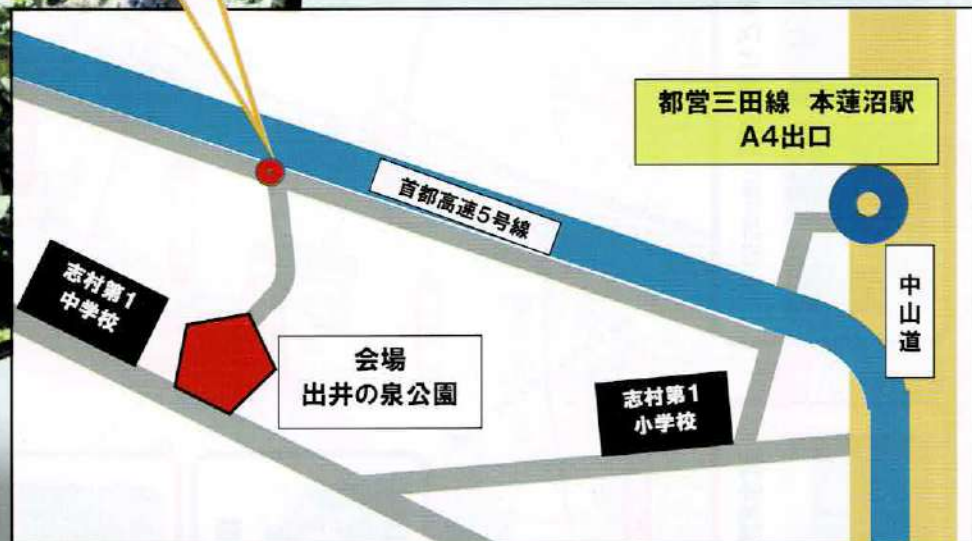 都営三田線 本蓮沼駅
A4出口
首都高速5号線
中山道
志村第1
中学校
会場
出井の泉公園
志村第1
小学校